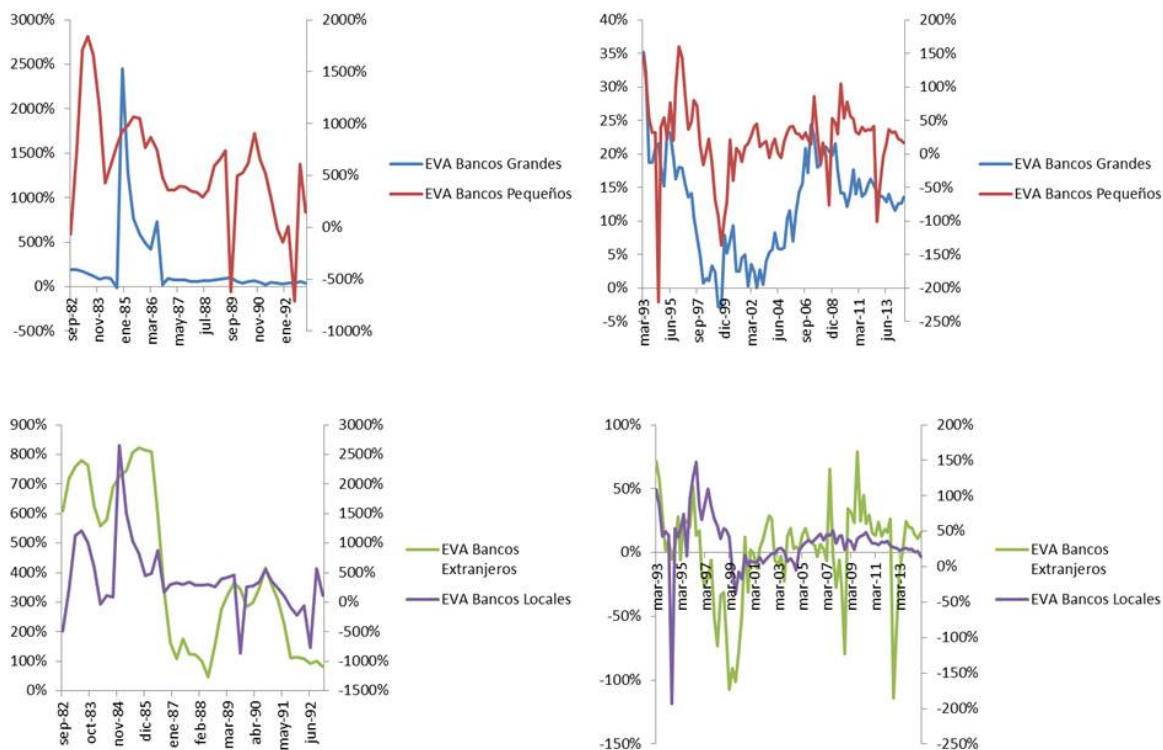 3000%
2500%
2000%
1500%
1000%
500%
0%
-500%
2000%
1500%
1000%
500%
0%
-500%
-1000%
sep-82
nov-83
ene-85
mar-86
may-87
jul-88
sep-89
nov-90
ene-92
EVA Bancos Grandes
EVA Bancos Pequeños
40%
35%
30%
25%
20%
15%
10%
5%
0%
-5%
200%
150%
100%
50%
0%
-50%
-100%
-150%
-200%
-250%
mar-93
jun-95
sep-97
dic-99
mar-02
jun-04
sep-06
dic-08
mar-11
jun-13
EVA Bancos Grandes
EVA Bancos Pequeños
900%
800%
700%
600%
500%
400%
300%
200%
100%
0%
3000%
2500%
2000%
1500%
1000%
500%
0%
-500%
-1000%
-1500%
sep-82
oct-83
nov-84
dic-85
ene-87
feb-88
mar-89
abr-90
may-91
jun-92
EVA Bancos
Extranjeros
EVA Bancos Locales
100%
50%
0%
-50%
-100%
-150%
200%
150%
100%
50%
0%
-50%
-100%
-150%
-200%
-250%
mar-93
mar-95
mar-97
mar-99
mar-01
mar-03
mar-05
mar-07
mar-09
mar-11
mar-13
EVA Bancos
Extranjeros
EVA Bancos Locales